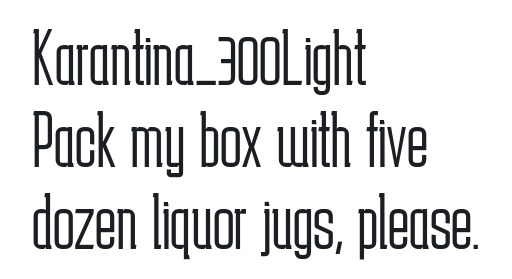 Karantina_300Light
Pack my box with five
dozen liquor jugs, please.